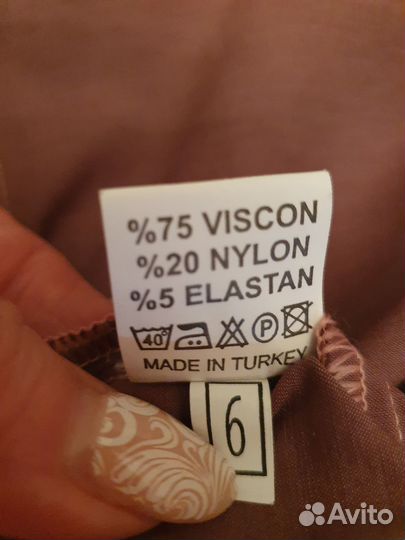 %75 VISCON
%20 NYLON
%5 ELASTAN
40° P
MADE IN TURKEY
6
Avito